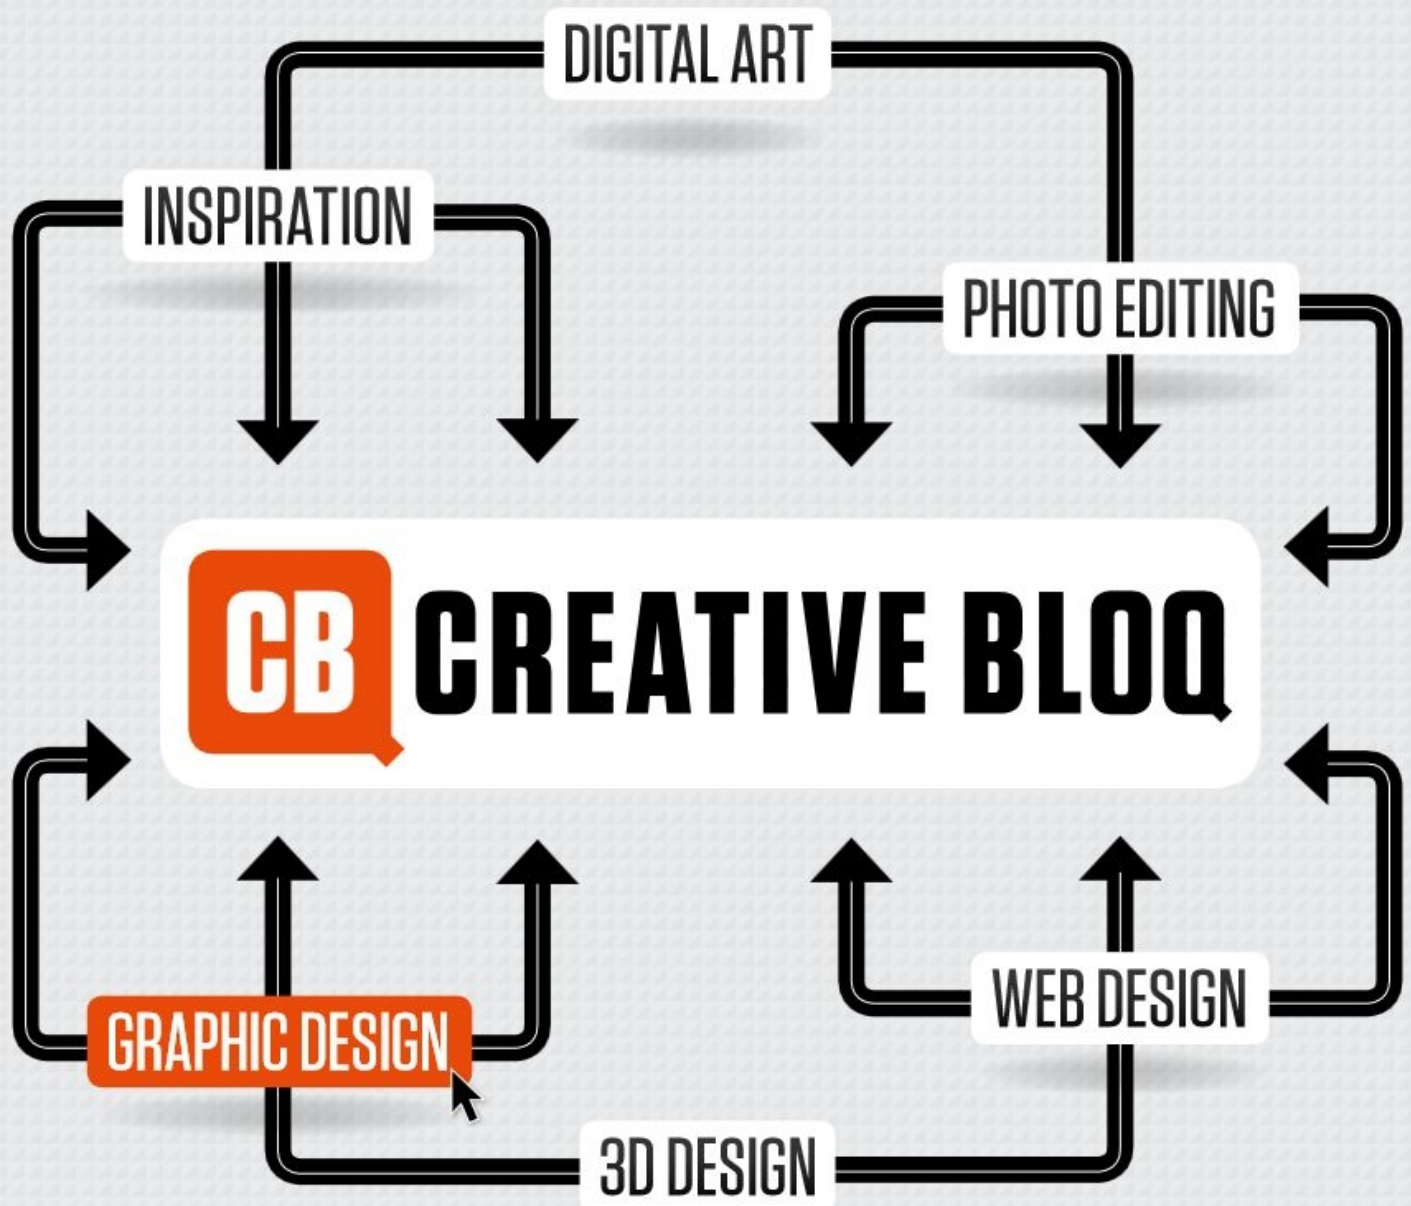 DIGITAL ART
INSPIRATION
PHOTO EDITING
CB CREATIVE BLOQ
GRAPHIC DESIGN
WEB DESIGN
3D DESIGN